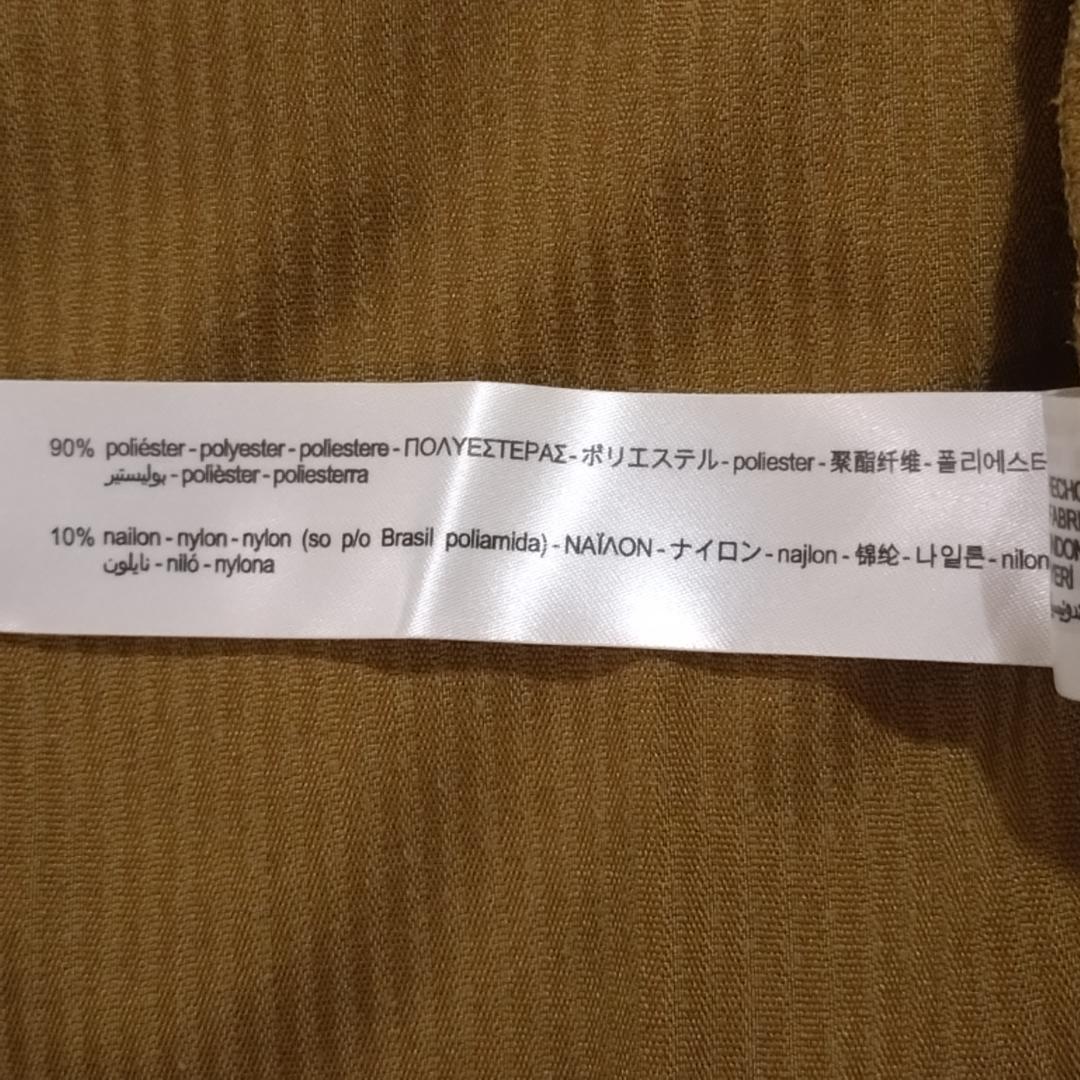 90% poliéster - polyester - poliestere - ΠΟΛΥΕΣΤΕΡΑΣ - ポリエステル - poliester - 聚酯纤维 - 폴리에스테
بوليستير - polièster - poliesterra
10% nailon - nylon - nylon (so p/o Brasil poliamida) - ΝΑΪΛΟΝ - ナイロン - najlon - 锦纶 - 나일론 - nilon
نايلون - niló - nylona